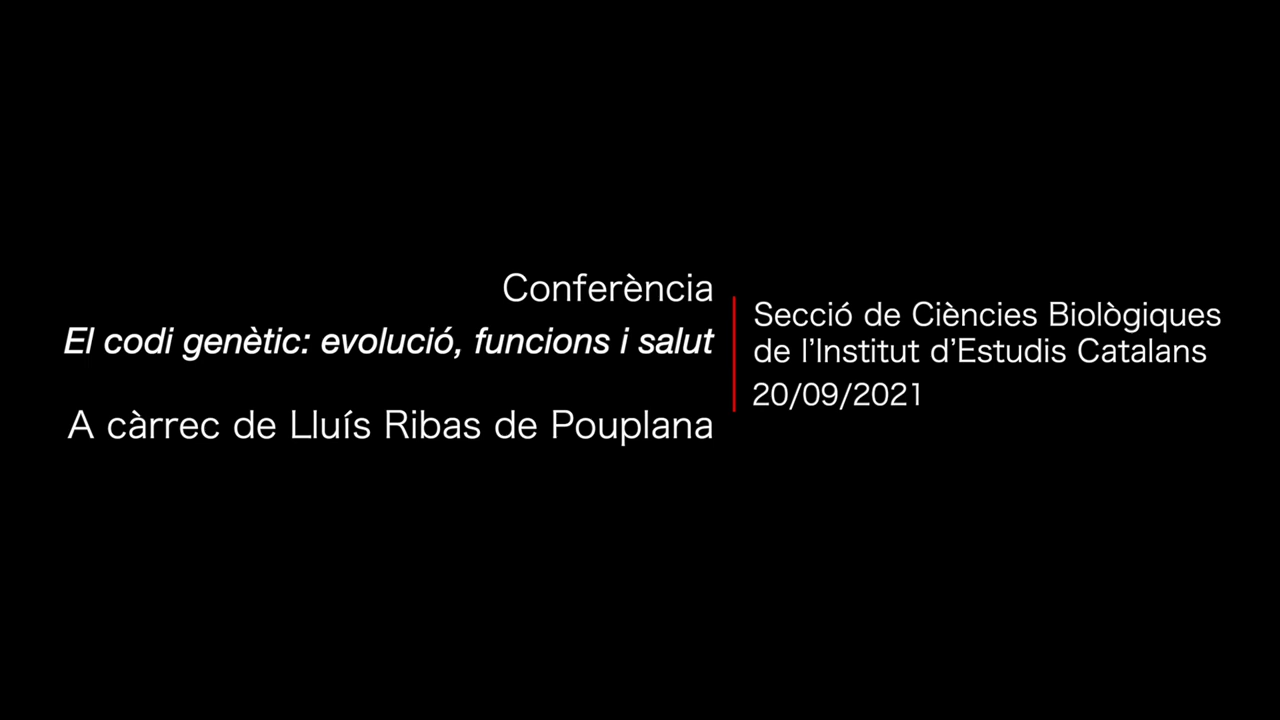 Conferència
El codi genètic: evolució, funcions i salut
A càrrec de Lluís Ribas de Pouplana
Secció de Ciències Biològiques
de l’Institut d’Estudis Catalans
20/09/2021